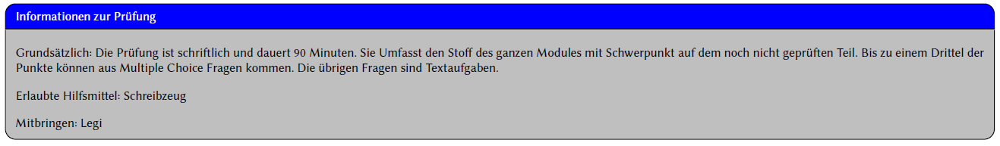 Informationen zur Prüfung
Grundsätzlich: Die Prüfung ist schriftlich und dauert 90 Minuten. Sie Umfasst den Stoff des ganzen Modules mit Schwerpunkt auf dem noch nicht geprüften Teil. Bis zu einem Drittel der
Punkte können aus Multiple Choice Fragen kommen. Die übrigen Fragen sind Textaufgaben.
Erlaubte Hilfsmittel: Schreibzeug
Mitbringen: Legi